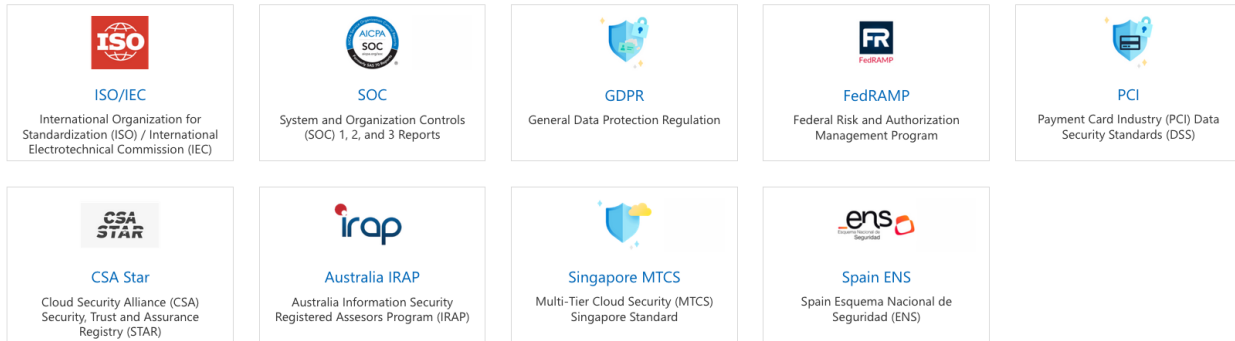 ISO
ISO/IEC
International Organization for
Standardization (ISO) / International
Electrotechnical Commission (IEC)
AICPA
SOC
SOC
System and Organization Controls
(SOC) 1, 2, and 3 Reports
GDPR
General Data Protection Regulation
FR
FedRAMP
FedRAMP
Federal Risk and Authorization
Management Program
PCI
Payment Card Industry (PCI) Data
Security Standards (DSS)
CSA
STAR
CSA Star
Cloud Security Alliance (CSA)
Security, Trust and Assurance
Registry (STAR)
irap
Australia IRAP
Australia Information Security
Registered Assesors Program (IRAP)
Singapore MTCS
Multi-Tier Cloud Security (MTCS)
Singapore Standard
ens
Esquema Nacional de
Seguridad
Spain ENS
Spain Esquema Nacional de
Seguridad (ENS)